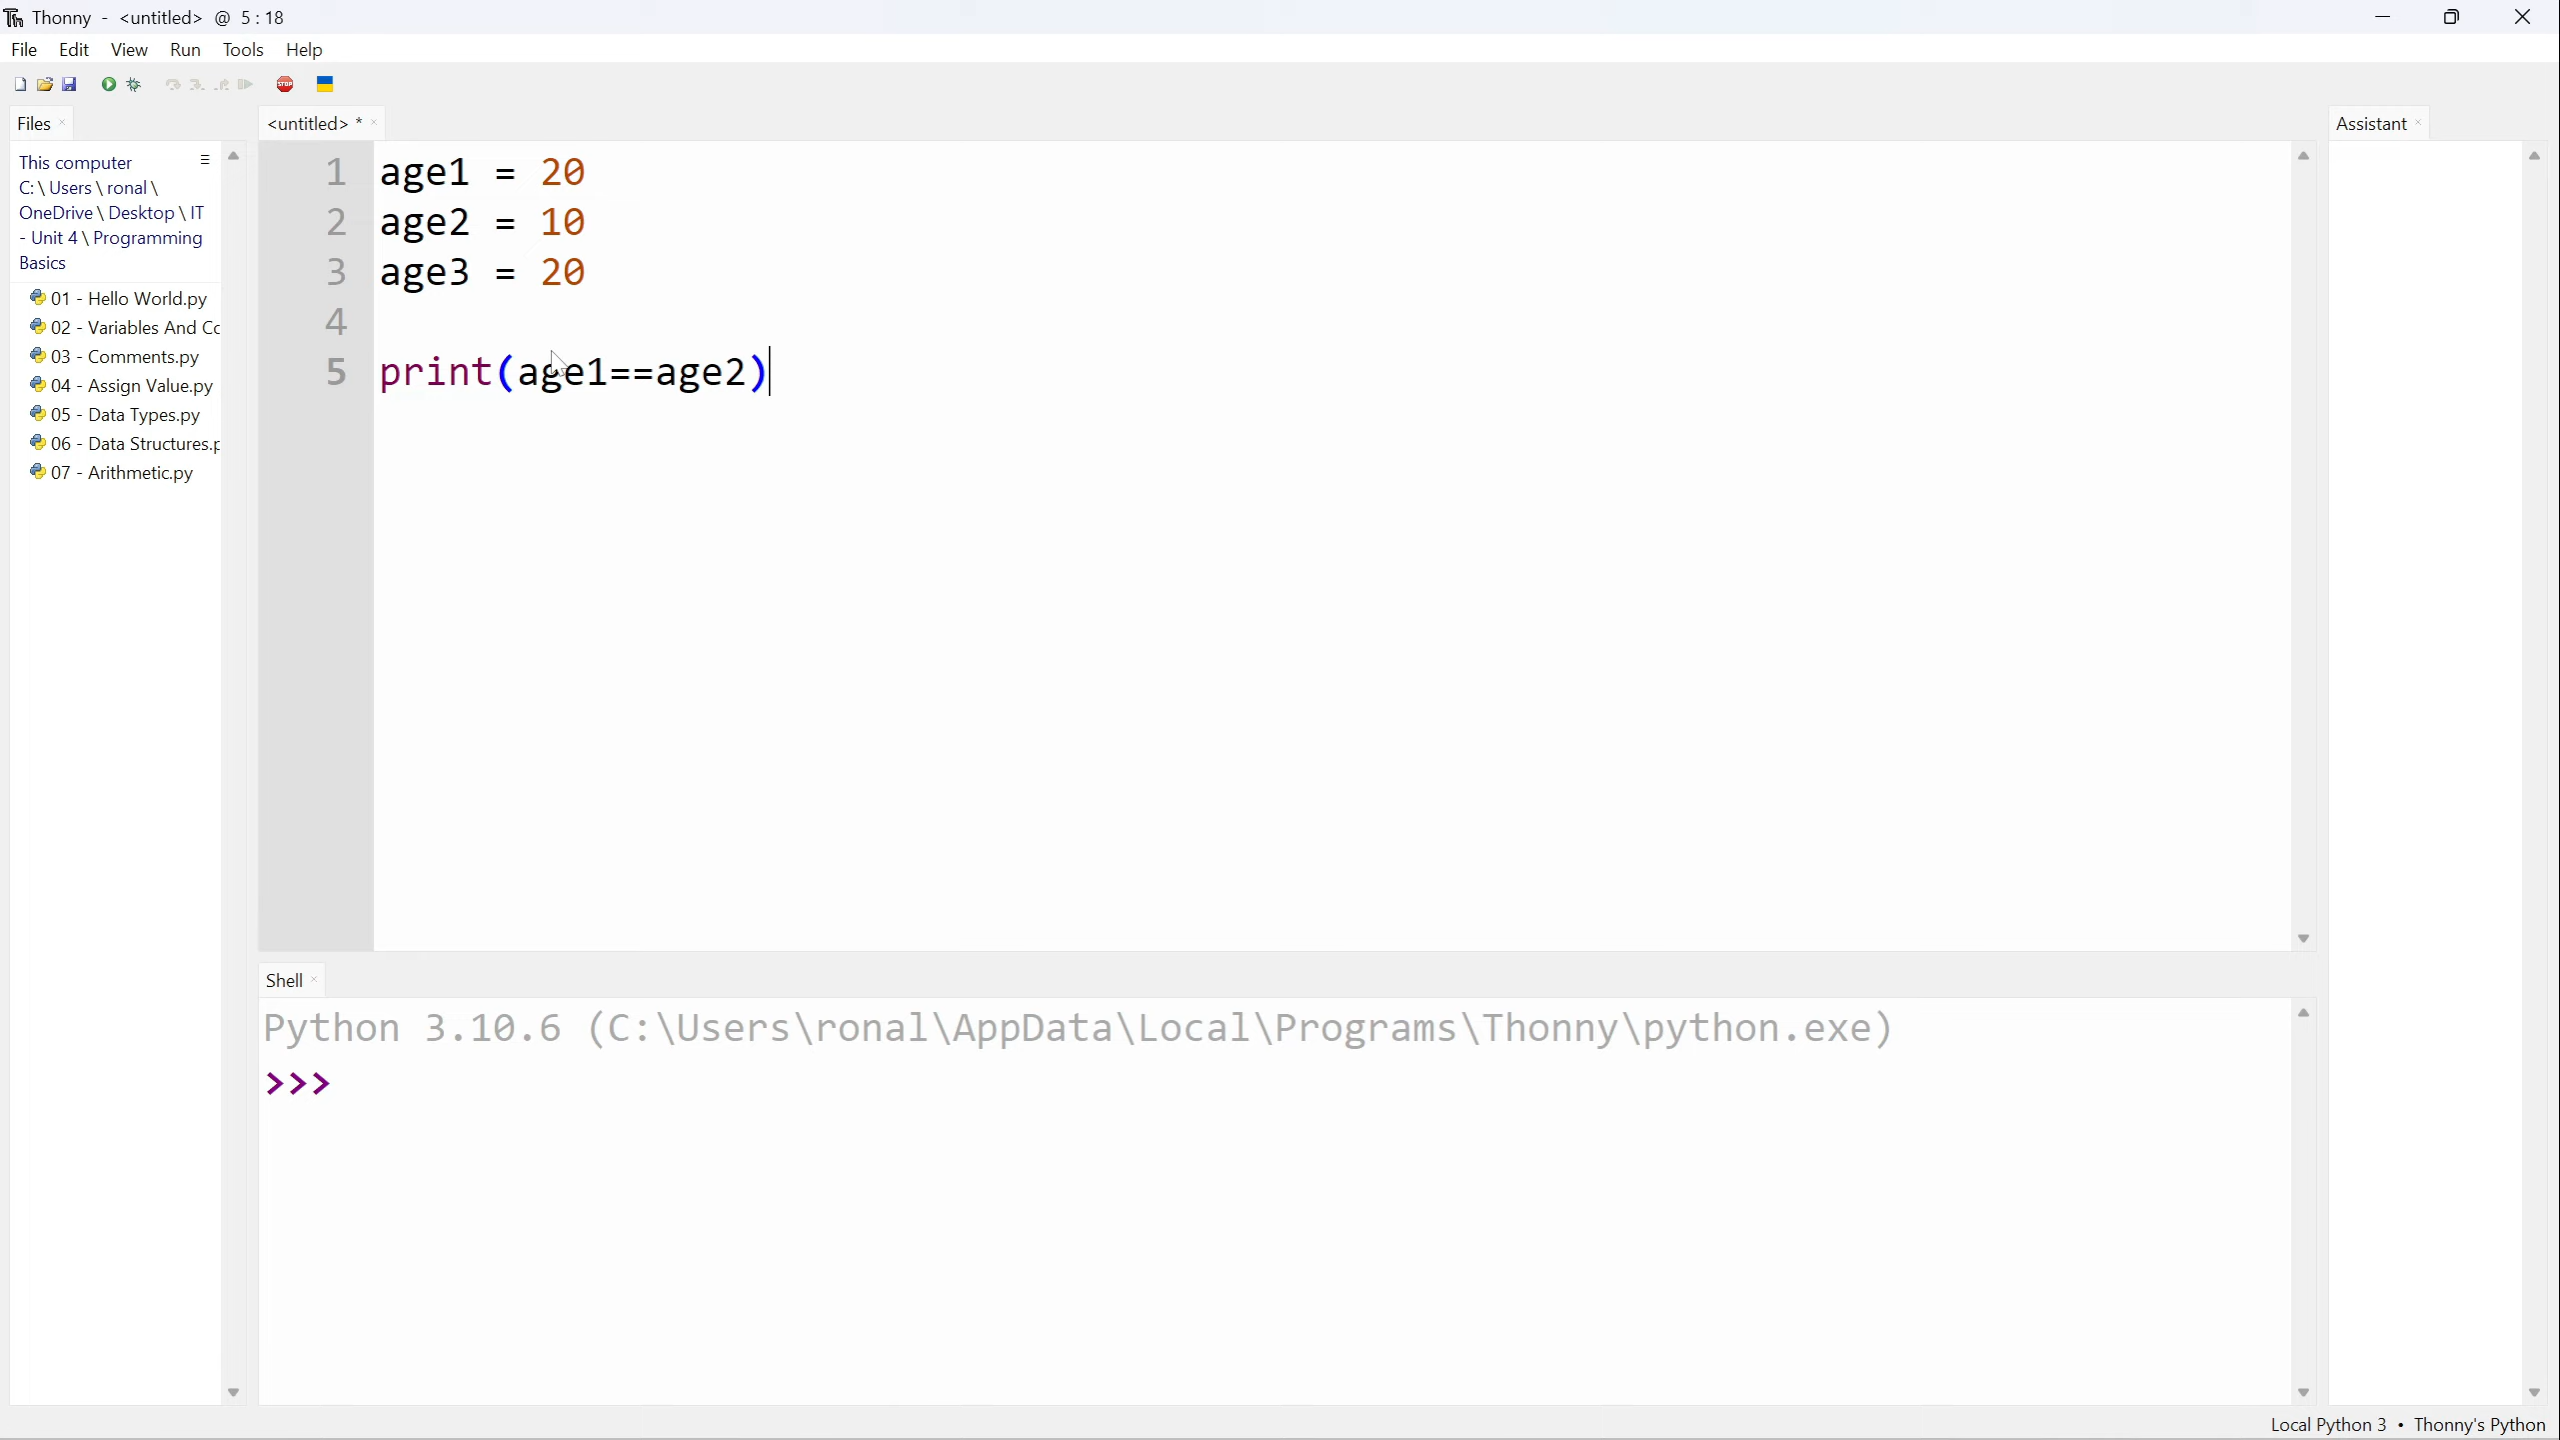 Thonny - <untitled> @ 5 : 18
File Edit View Run Tools Help
Files
This computer
C: \ Users \ ronal \
OneDrive \ Desktop \ IT
- Unit 4 \ Programming
Basics
01 - Hello World.py
02 - Variables And Co
03 - Comments.py
04 - Assign Value.py
05 - Data Types.py
06 - Data Structures.p
07 - Arithmetic.py
<untitled> *
1 age1 = 20
2 age2 = 10
3 age3 = 20
4
5 print(age1==age2)
Shell
Python 3.10.6 (C:\Users\ronal\AppData\Local\Programs\Thonny\python.exe)
>>>
Assistant
Local Python 3 • Thonny's Python